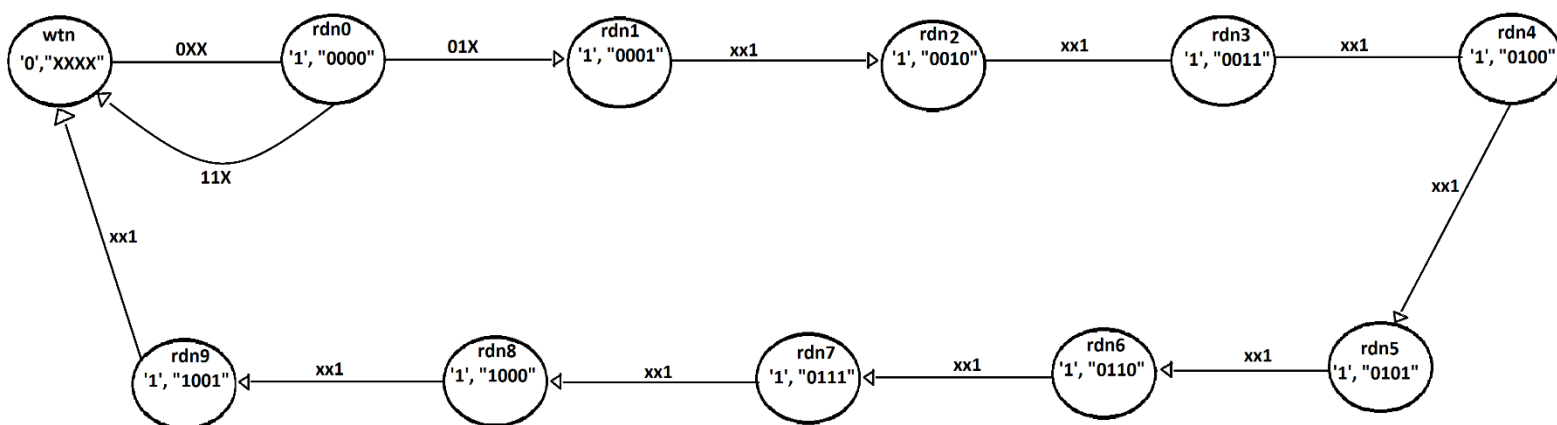 wtn
'0',"XXXX"
0XX
rdn0
'1', "0000"
01X
rdn1
'1', "0001"
xx1
rdn2
'1', "0010"
xx1
rdn3
'1', "0011"
xx1
rdn4
'1', "0100"
11X
xx1
xx1
rdn9
'1', "1001"
xx1
rdn8
'1', "1000"
xx1
rdn7
'1', "0111"
xx1
rdn6
'1', "0110"
xx1
rdn5
'1', "0101"